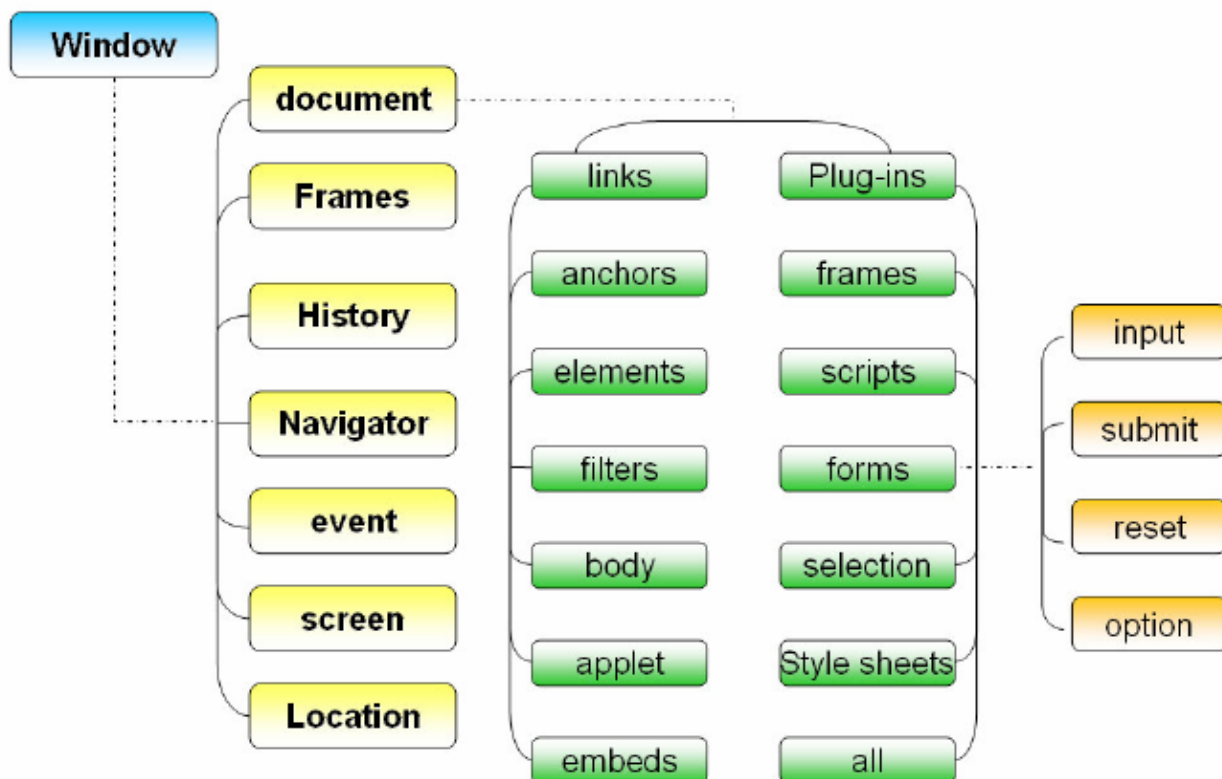 Window
document
Frames
History
Navigator
event
screen
Location
links
anchors
elements
filters
body
applet
embeds
Plug-ins
frames
scripts
forms
selection
Style sheets
all
input
submit
reset
option